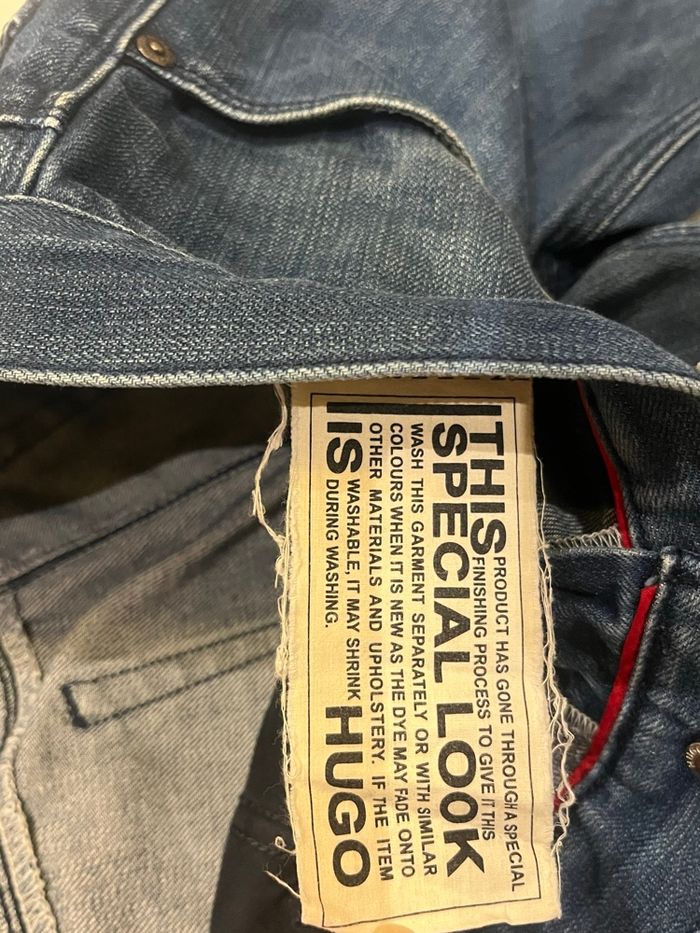 THIS PRODUCT HAS GONE THROUGH A SPECIAL
FINISHING PROCESS TO GIVE IT THIS
SPECIAL LOOK
WASH THIS GARMENT SEPARATELY OR WITH SIMILAR
COLOURS WHEN IT IS NEW AS THE DYE MAY FADE ONTO
OTHER MATERIALS AND UPHOLSTERY. IF THE ITEM
IS WASHABLE, IT MAY SHRINK
DURING WASHING.
HUGO